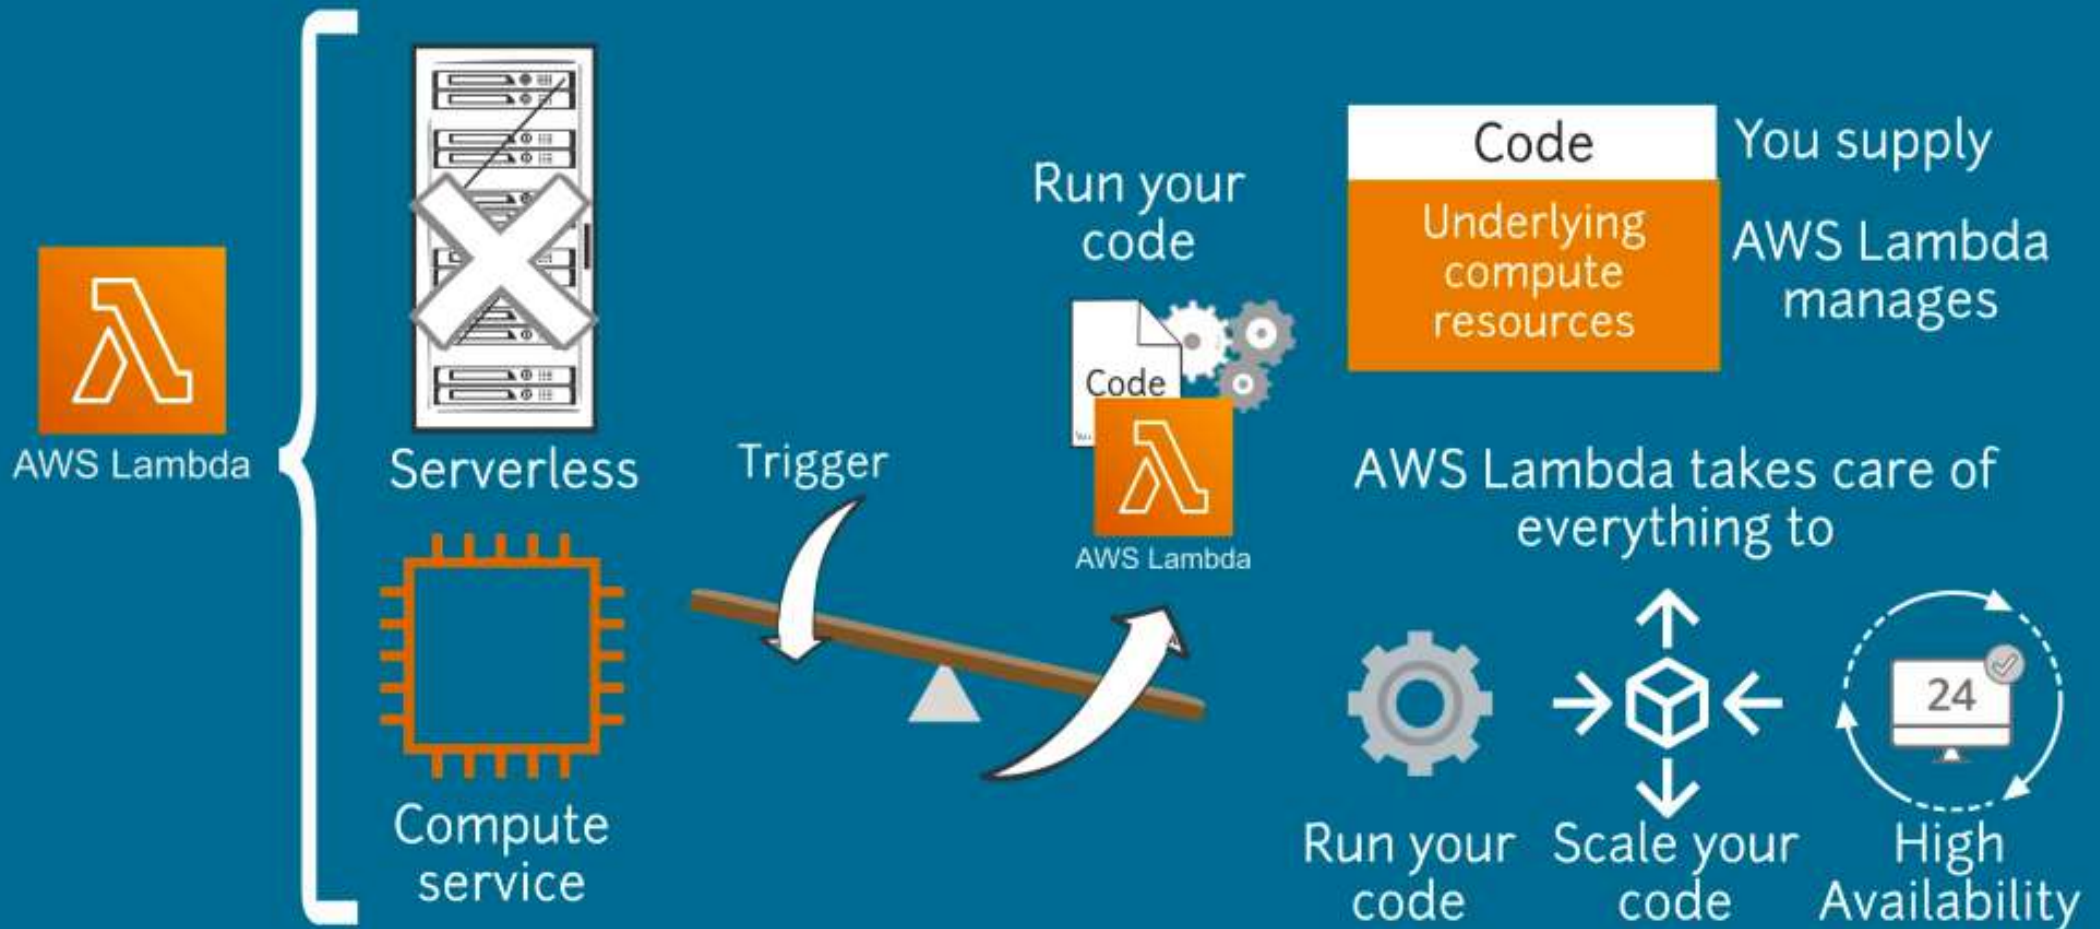 AWS Lambda
Serverless
Compute
service
Trigger
Run your
code
Code
AWS Lambda
Code
You supply
Underlying
compute
resources
AWS Lambda
manages
AWS Lambda takes care of
everything to
24
Run your
code
Scale your
code
High
Availability